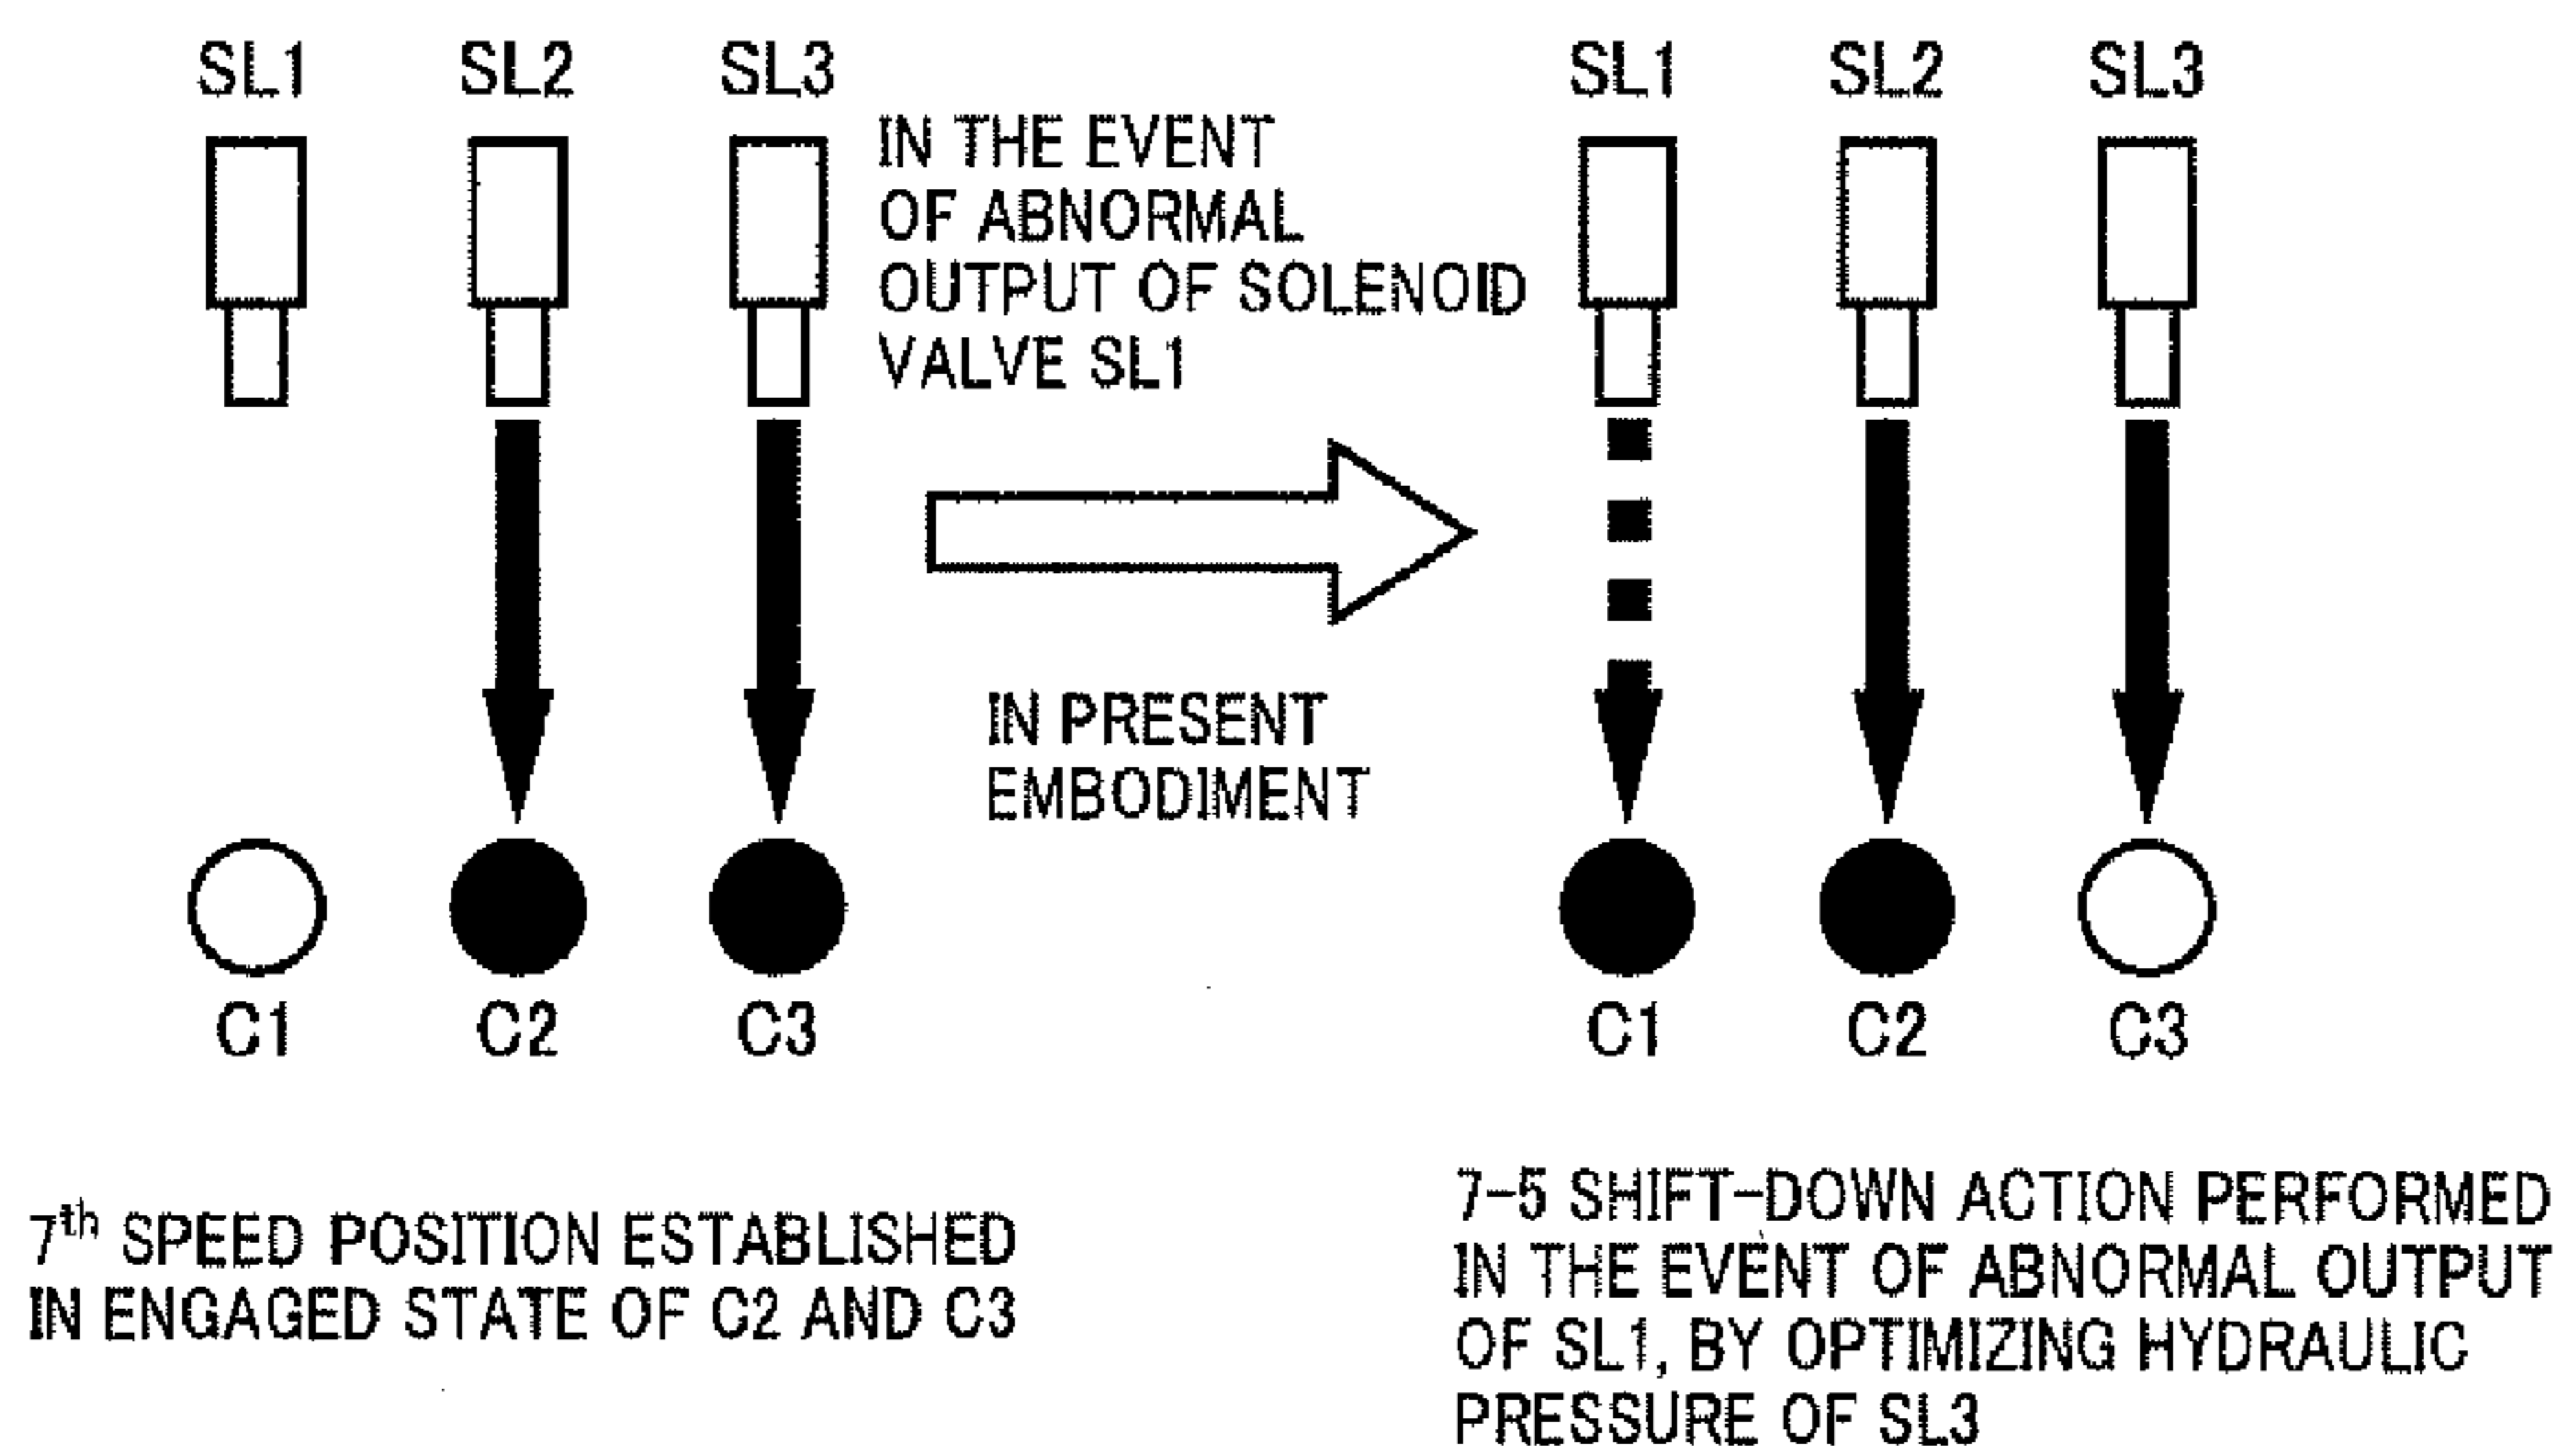 SL1 SL2 SL3
IN THE EVENT
OF ABNORMAL
OUTPUT OF SOLENOID
VALVE SL1
IN PRESENT
EMBODIMENT
C1 C2 C3
7th SPEED POSITION ESTABLISHED
IN ENGAGED STATE OF C2 AND C3
SL1 SL2 SL3
C1 C2 C3
7-5 SHIFT-DOWN ACTION PERFORMED
IN THE EVENT OF ABNORMAL OUTPUT
OF SL1, BY OPTIMIZING HYDRAULIC
PRESSURE OF SL3